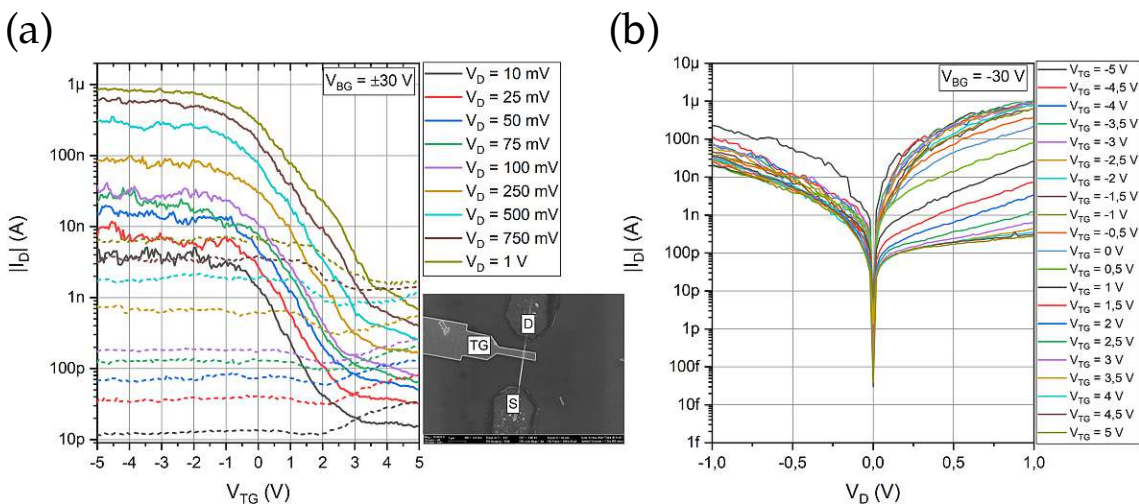 (a)
V_BG = ±30 V
1µ
100n
10n
1n
100p
10p
||D| (A)
-5 -4 -3 -2 -1 0 1 2 3 4 5
V_TG (V)
V_D = 10 mV
V_D = 25 mV
V_D = 50 mV
V_D = 75 mV
V_D = 100 mV
V_D = 250 mV
V_D = 500 mV
V_D = 750 mV
V_D = 1 V
D
TG
S
(b)
V_BG = -30 V
10µ
1µ
100n
10n
1n
100p
10p
1p
100f
10f
1f
||D| (A)
-1,0 -0,5 0,0 0,5 1,0
V_D (V)
V_TG = -5 V
V_TG = -4,5 V
V_TG = -4 V
V_TG = -3,5 V
V_TG = -3 V
V_TG = -2,5 V
V_TG = -2 V
V_TG = -1,5 V
V_TG = -1 V
V_TG = -0,5 V
V_TG = 0 V
V_TG = 0,5 V
V_TG = 1 V
V_TG = 1,5 V
V_TG = 2 V
V_TG = 2,5 V
V_TG = 3 V
V_TG = 3,5 V
V_TG = 4 V
V_TG = 4,5 V
V_TG = 5 V